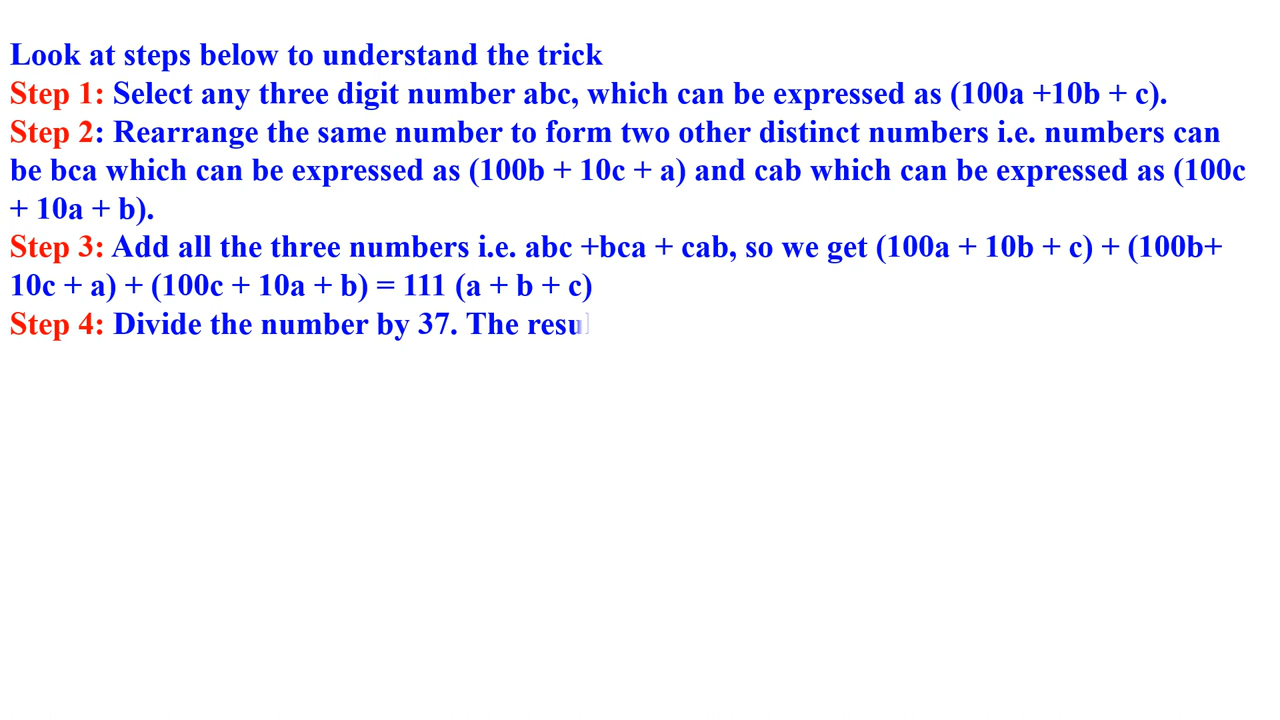 Look at steps below to understand the trick
Step 1: Select any three digit number abc, which can be expressed as (100a +10b + c).
Step 2: Rearrange the same number to form two other distinct numbers i.e. numbers can
be bca which can be expressed as (100b + 10c + a) and cab which can be expressed as (100c
+ 10a + b).
Step 3: Add all the three numbers i.e. abc +bca + cab, so we get (100a + 10b + c) + (100b+
10c + a) + (100c + 10a + b) = 111 (a + b + c)
Step 4: Divide the number by 37. The